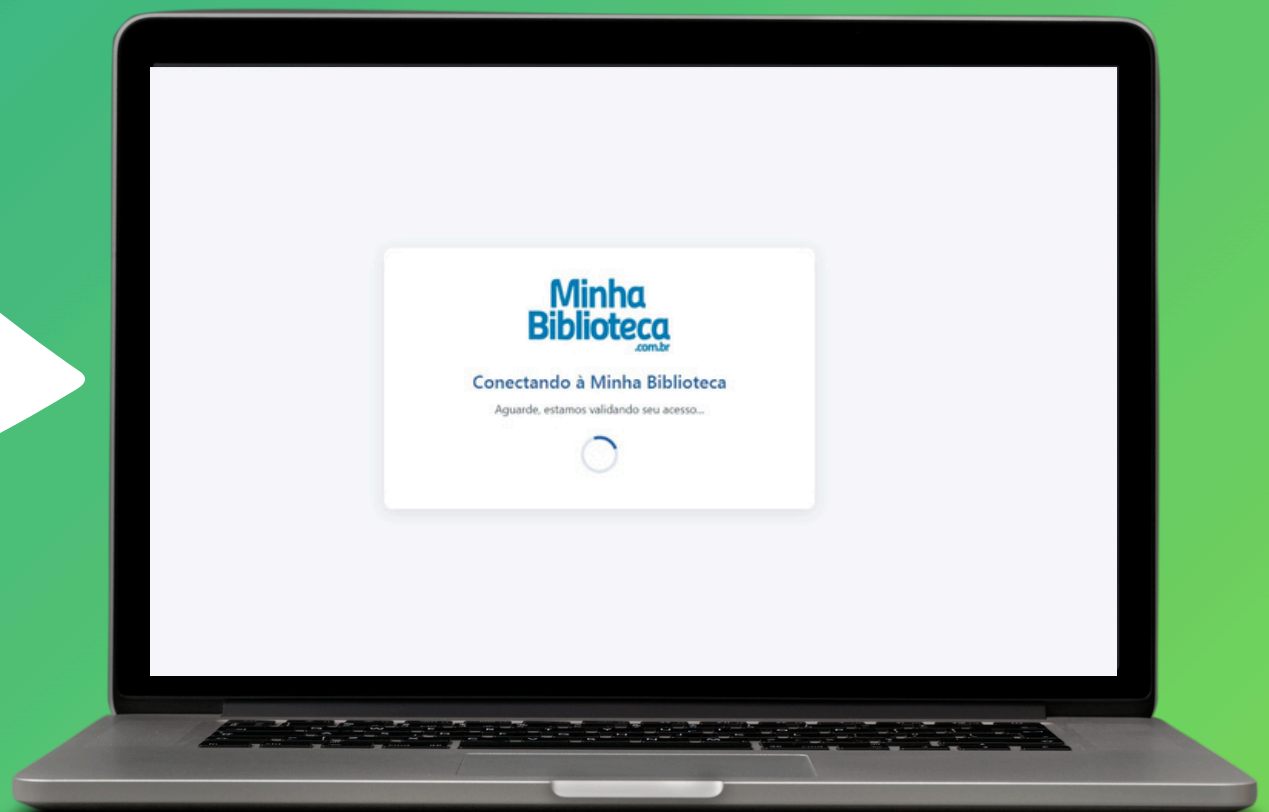 Minha
Biblioteca
.com.br
Conectando à Minha Biblioteca
Aguarde, estamos validando seu acesso...